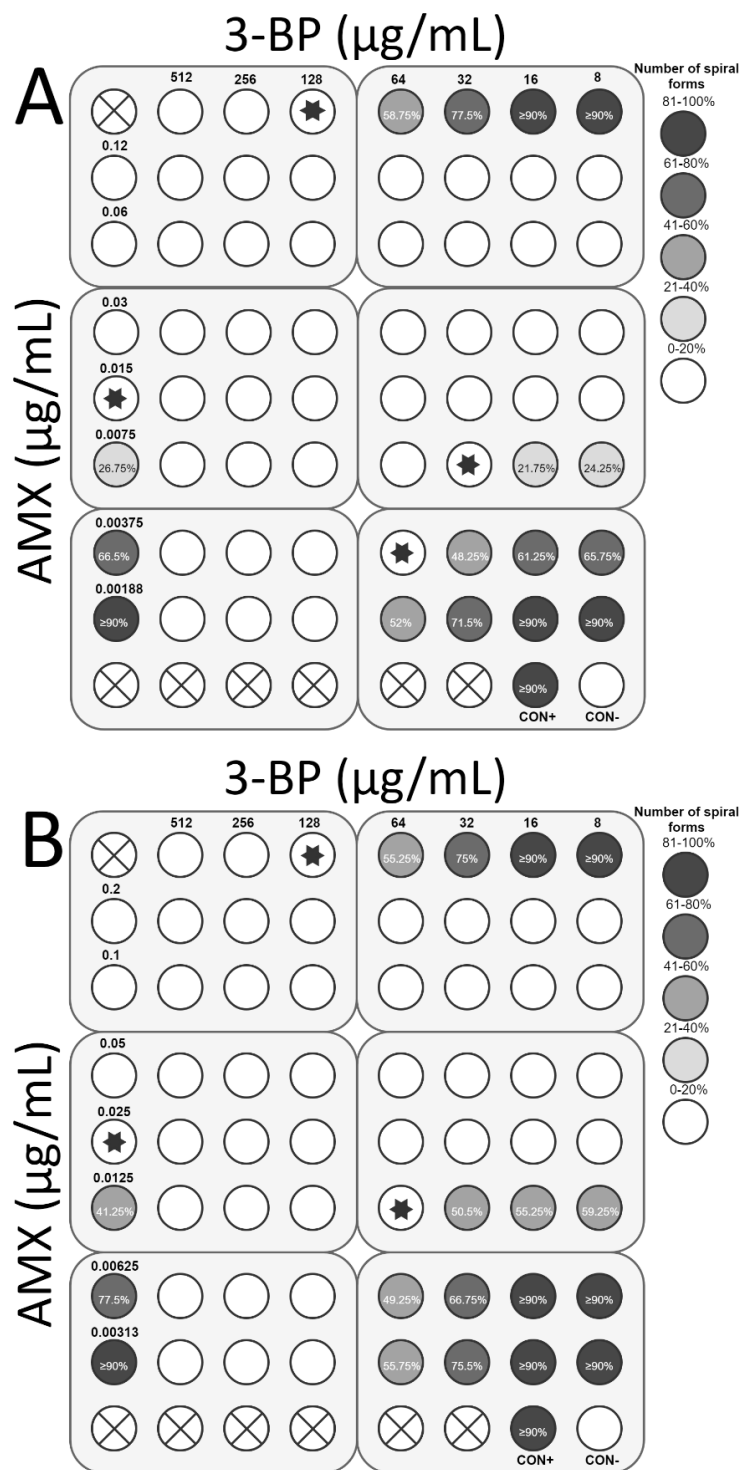 3-BP (µg/mL)
A
512 256 128 64 32 16 8
58.75% 77.5% ≥90% ≥90%
0.12
0.06
AMX (µg/mL)
0.03
0.015
0.0075
26.75% 21.75% 24.25%
0.00375
66.5% 48.25% 61.25% 65.75%
0.00188
≥90% 52% 71.5% ≥90% ≥90%
≥90%
CON+ CON-
Number of spiral
forms
81-100%
61-80%
41-60%
21-40%
0-20%
3-BP (µg/mL)
B
512 256 128 64 32 16 8
55.25% 75% ≥90% ≥90%
0.2
0.1
AMX (µg/mL)
0.05
0.025
0.0125
41.25% 50.5% 55.25% 59.25%
0.00625
77.5% 49.25% 66.75% ≥90% ≥90%
0.00313
≥90% 55.75% 75.5% ≥90% ≥90%
≥90%
CON+ CON-
Number of spiral
forms
81-100%
61-80%
41-60%
21-40%
0-20%